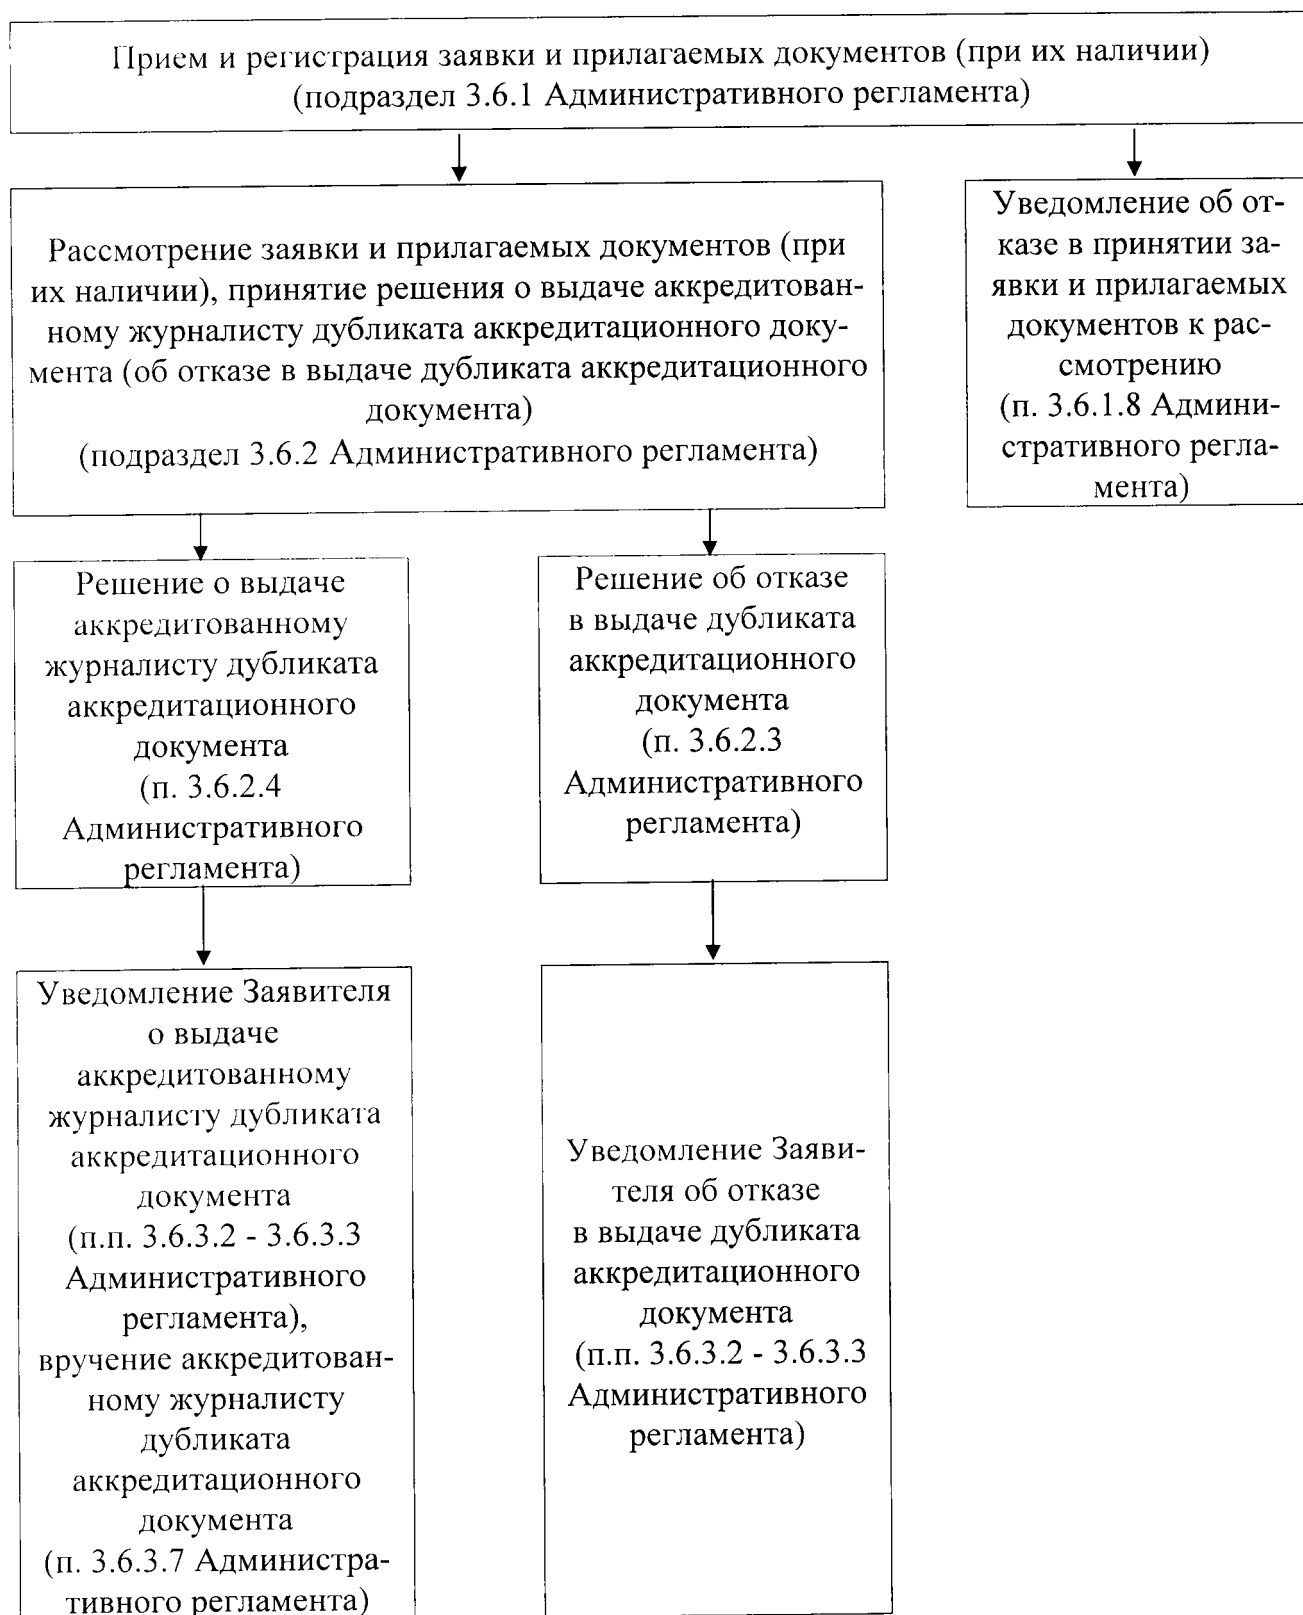 Прием и регистрация заявки и прилагаемых документов (при их наличии)
(подраздел 3.6.1 Административного регламента)
Рассмотрение заявки и прилагаемых документов (при
их наличии), принятие решения о выдаче аккредитован-
ному журналисту дубликата аккредитационного доку-
мента (об отказе в выдаче дубликата аккредитационного
документа)
(подраздел 3.6.2 Административного регламента)
Уведомление об от-
казе в принятии за-
явки и прилагаемых
документов к рас-
смотрению
(п. 3.6.1.8 Админи-
стративного регла-
мента)
Решение о выдаче
аккредитованному
журналисту дубликата
аккредитационного
документа
(п. 3.6.2.4
Административного
регламента)
Решение об отказе
в выдаче дубликата
аккредитационного
документа
(п. 3.6.2.3
Административного
регламента)
Уведомление Заявителя
о выдаче
аккредитованному
журналисту дубликата
аккредитационного
документа
(п.п. 3.6.3.2 - 3.6.3.3
Административного
регламента),
вручение аккредитован-
ному журналисту
дубликата
аккредитационного
документа
(п. 3.6.3.7 Администра-
тивного регламента)
Уведомление Заяви-
теля об отказе
в выдаче дубликата
аккредитационного
документа
(п.п. 3.6.3.2 - 3.6.3.3
Административного
регламента)